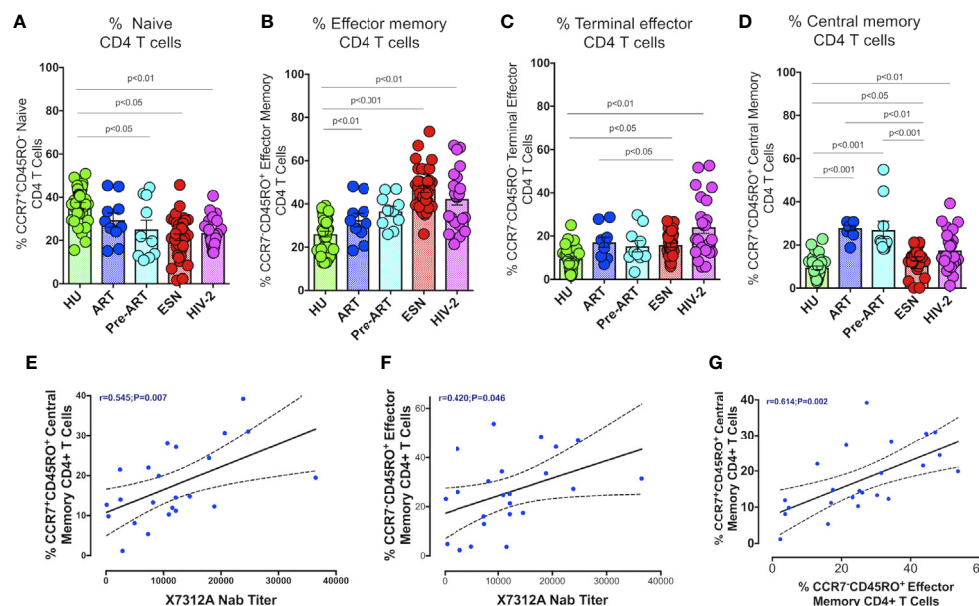 A
% Naive
CD4 T cells
% CCR7⁺CD45RO⁻ Naive
CD4 T Cells
100
80
60
40
20
0
p<0.01
p<0.05
p<0.05
HU
ART
Pre-ART
ESN
HIV-2
B
% Effector memory
CD4 T cells
% CCR7⁻CD45RO⁺ Effector Memory
CD4 T Cells
100
80
60
40
20
0
p<0.01
p<0.001
p<0.01
HU
ART
Pre-ART
ESN
HIV-2
C
% Terminal effector
CD4 T cells
% CCR7⁻CD45RO⁻ Terminal Effector
CD4 T Cells
100
80
60
40
20
0
p<0.01
p<0.05
p<0.05
HU
ART
Pre-ART
ESN
HIV-2
D
% Central memory
CD4 T cells
% CCR7⁺CD45RO⁺ Central Memory
CD4 T Cells
100
80
60
40
20
0
p<0.01
p<0.05
p<0.01
p<0.001
p<0.001
p<0.001
HU
ART
Pre-ART
ESN
HIV-2
E
r=0.545;P=0.007
% CCR7⁺CD45RO⁺ Central
Memory CD4+ T Cells
40
30
20
10
0
0
10000
20000
30000
40000
X7312A Nab Titer
F
r=0.420;P=0.046
% CCR7⁻CD45RO⁺ Effector
Memory CD4+ T Cells
60
40
20
0
0
10000
20000
30000
40000
X7312A Nab Titer
G
r=0.614;P=0.002
% CCR7⁺CD45RO⁺ Central
Memory CD4+ T Cells
40
30
20
10
0
0
20
40
% CCR7⁻CD45RO⁺ Effector
Memory CD4+ T Cells